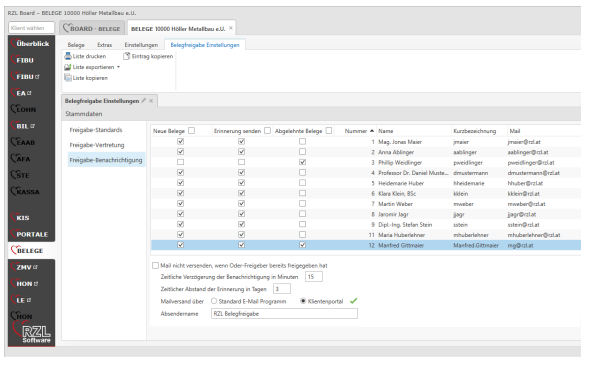 RZL Board – BELEGE 10000 Höller Metallbau e.U.
Klient wählen
BOARD - BELEGE
BELEGE 10000 Höller Metallbau e.U. ×
Überblick
FIBU
FIBU
EA
LOHN
BIL
EAAB
AFA
STE
KASSA
KIS
PORTALE
BELEGE
ZHV
HON
LE
HON
RZL
Software
Belege Extras Einstellungen Belegfreigabe Einstellungen
Liste drucken Eintrag kopieren
Liste exportieren
Liste kopieren
Belegfreigabe Einstellungen ×
Stammdaten
Freigabe-Standards
Freigabe-Vertretung
Freigabe-Benachrichtigung
Neue Belege Erinnerung senden Abgelehnte Belege Nummer Name Kurzbezeichnung Mail
1 Mag. Jonas Maier jmaier jmaier@rzl.at
2 Anna Ablinger aablinger aablinger@rzl.at
3 Phillip Weidlinger pweidlinger pweidlinger@rzl.at
4 Professor Dr. Daniel Muste... dmustermann dmustermann@rzl.at
5 Heidemarie Huber hheidemarie hhuber@rzl.at
6 Klara Klein, BSc kklein kklein@rzl.at
7 Martin Weber mweber mweber@rzl.at
8 Jaromir Jagr jjagr jjagr@rzl.at
9 Dipl.-Ing. Stefan Stein sstein sstein@rzl.at
11 Maria Huberlehner mhuberlehner mhuberlehner@rzl.at
12 Manfred Gittmaier Manfred.Gittmaier mg@rzl.at
Mail nicht versenden, wenn Oder-Freigeber bereits freigegeben hat
Zeitliche Verzögerung der Benachrichtigung in Minuten 15
Zeitlicher Abstand der Erinnerung in Tagen 3
Mailversand über Standard E-Mail Programm Klientenportal
Absendername RZL Belegfreigabe